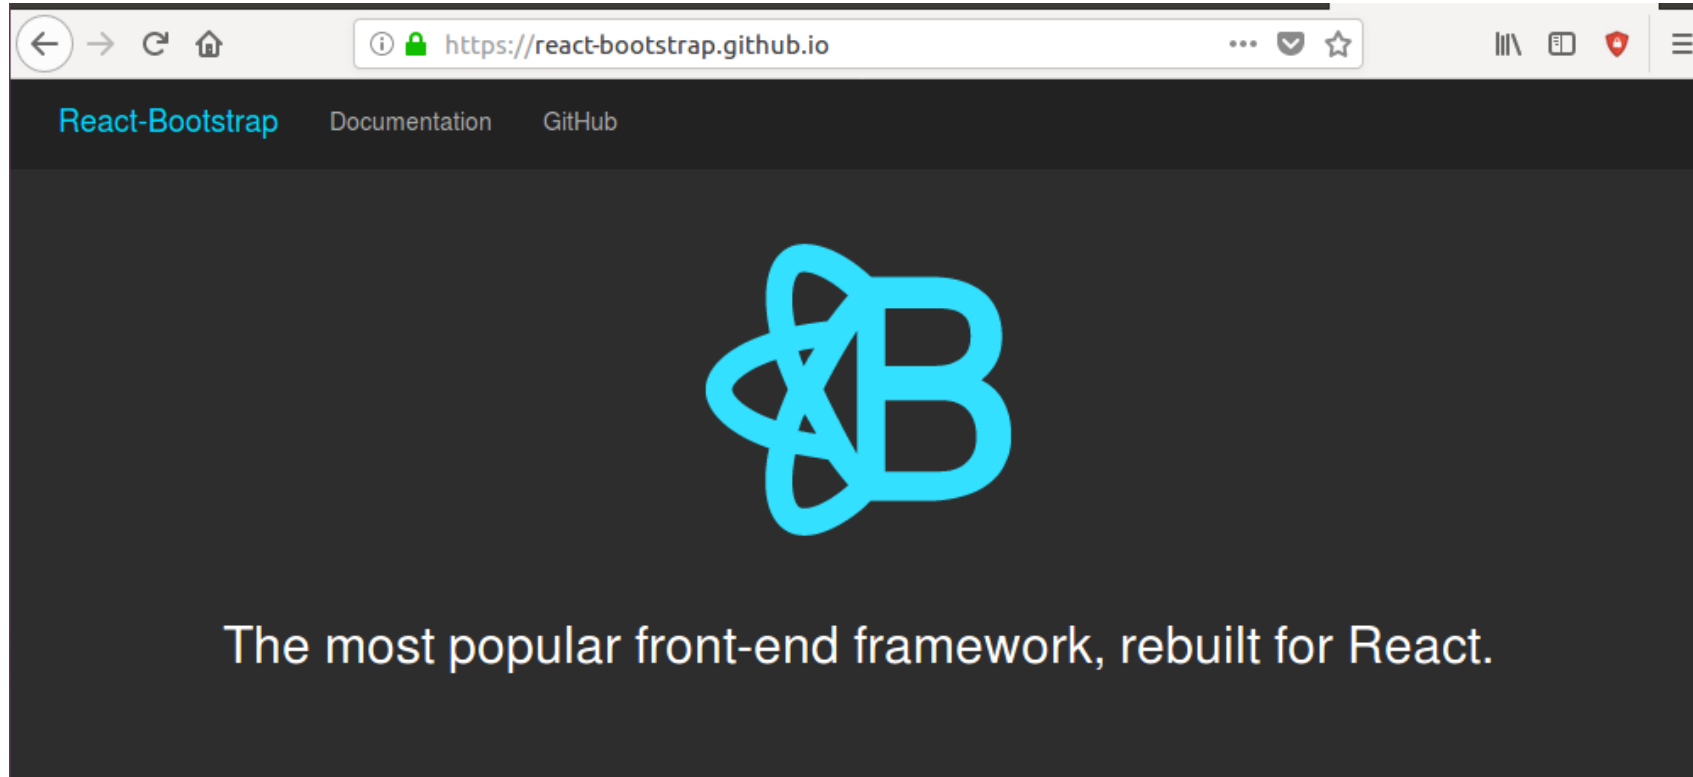 https://react-bootstrap.github.io
React-Bootstrap Documentation GitHub
B
The most popular front-end framework, rebuilt for React.